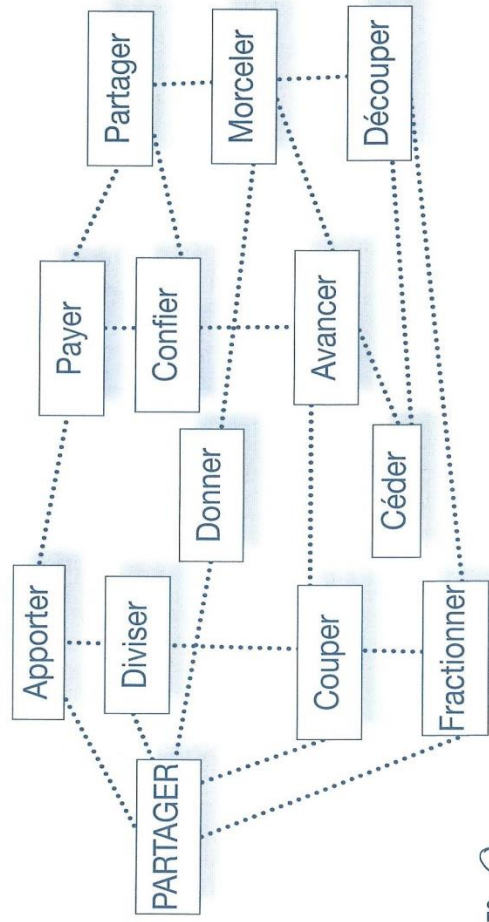 Apporter
Payer
Partager
Diviser
Confier
PARTAGER
Donner
Morceler
Couper
Avancer
Céder
Fractionner
Découper